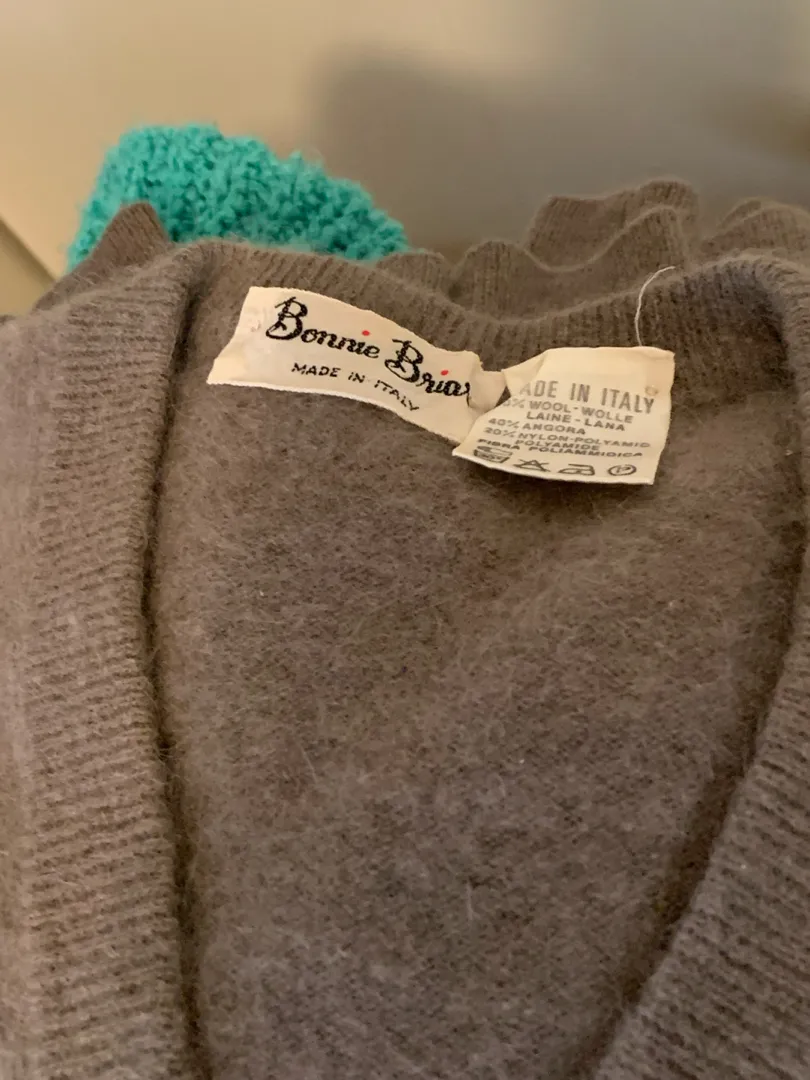 Bonnie Briar
MADE IN ITALY
ADE IN ITALY
% WOOL-WOLLE
LAINE-LANA
40% ANGORA
20% NYLON-POLYAMID
POLYAMIDE
FIBRA POLIAMMIDICA